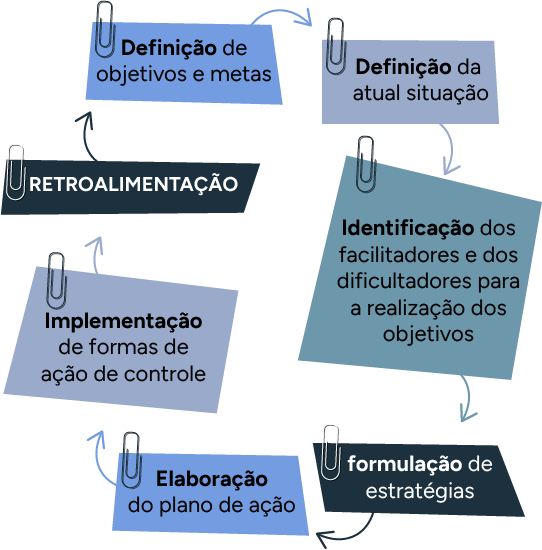 Definição de
objetivos e metas
Definição da
atual situação
Identificação dos
facilitadores e dos
dificultadores para
a realização dos
objetivos
formulação de
estratégias
Elaboração
do plano de ação
Implementação
de formas de
ação de controle
RETROALIMENTAÇÃO